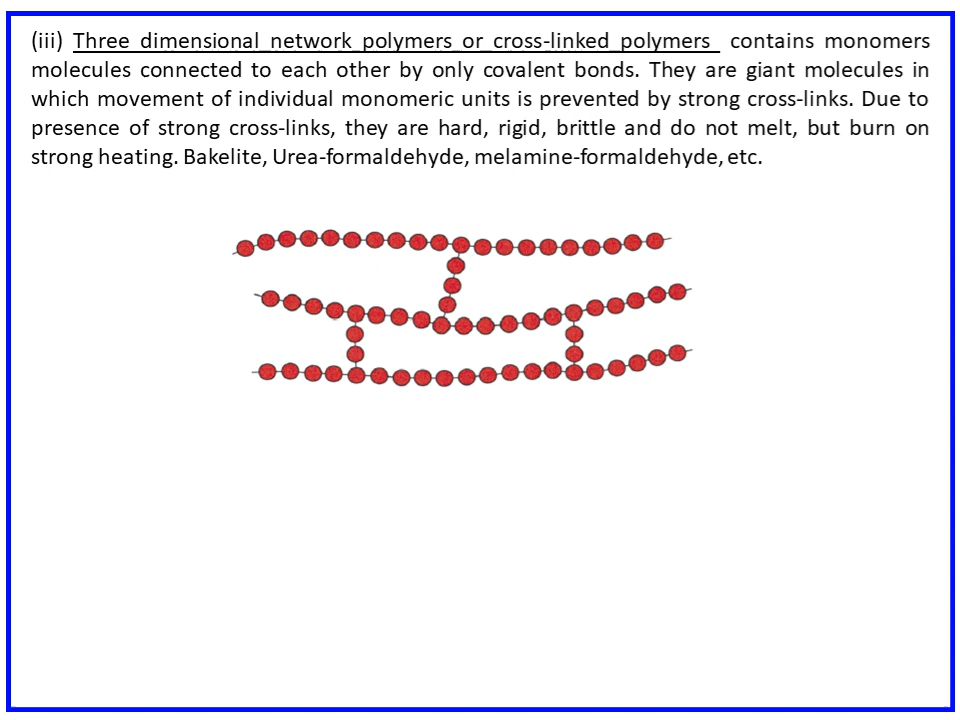 (iii) Three dimensional network polymers or cross-linked polymers contains monomers
molecules connected to each other by only covalent bonds. They are giant molecules in
which movement of individual monomeric units is prevented by strong cross-links. Due to
presence of strong cross-links, they are hard, rigid, brittle and do not melt, but burn on
strong heating. Bakelite, Urea-formaldehyde, melamine-formaldehyde, etc.